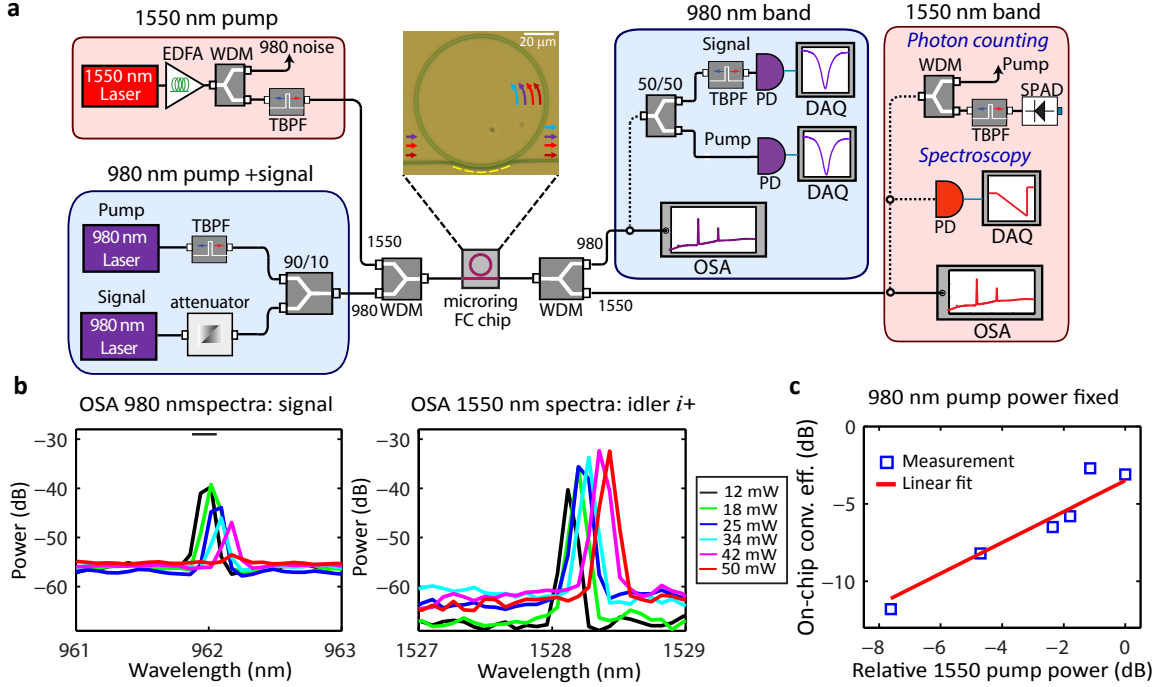 a
1550 nm pump
EDFA
WDM
980 noise
1550 nm
Laser
TBPF
20 μm
980 nm band
Signal
50/50
TBPF
PD
DAQ
Pump
PD
DAQ
OSA
1550 nm band
Photon counting
WDM
Pump
SPAD
TBPF
Spectroscopy
PD
DAQ
OSA
980 nm pump +signal
Pump
980 nm
Laser
TBPF
90/10
Signal
980 nm
Laser
attenuator
1550
980
WDM
microring
FC chip
WDM
980
1550
b
OSA 980 nmspectra: signal
Power (dB)
−30
−40
−50
−60
961
962
963
Wavelength (nm)
OSA 1550 nm spectra: idler i+
Power (dB)
−30
−40
−50
−60
1527
1528
1529
Wavelength (nm)
12 mW
18 mW
25 mW
34 mW
42 mW
50 mW
c
980 nm pump power fixed
On-chip conv. eff. (dB)
0
−5
−10
Measurement
Linear fit
−8
−6
−4
−2
0
Relative 1550 pump power (dB)